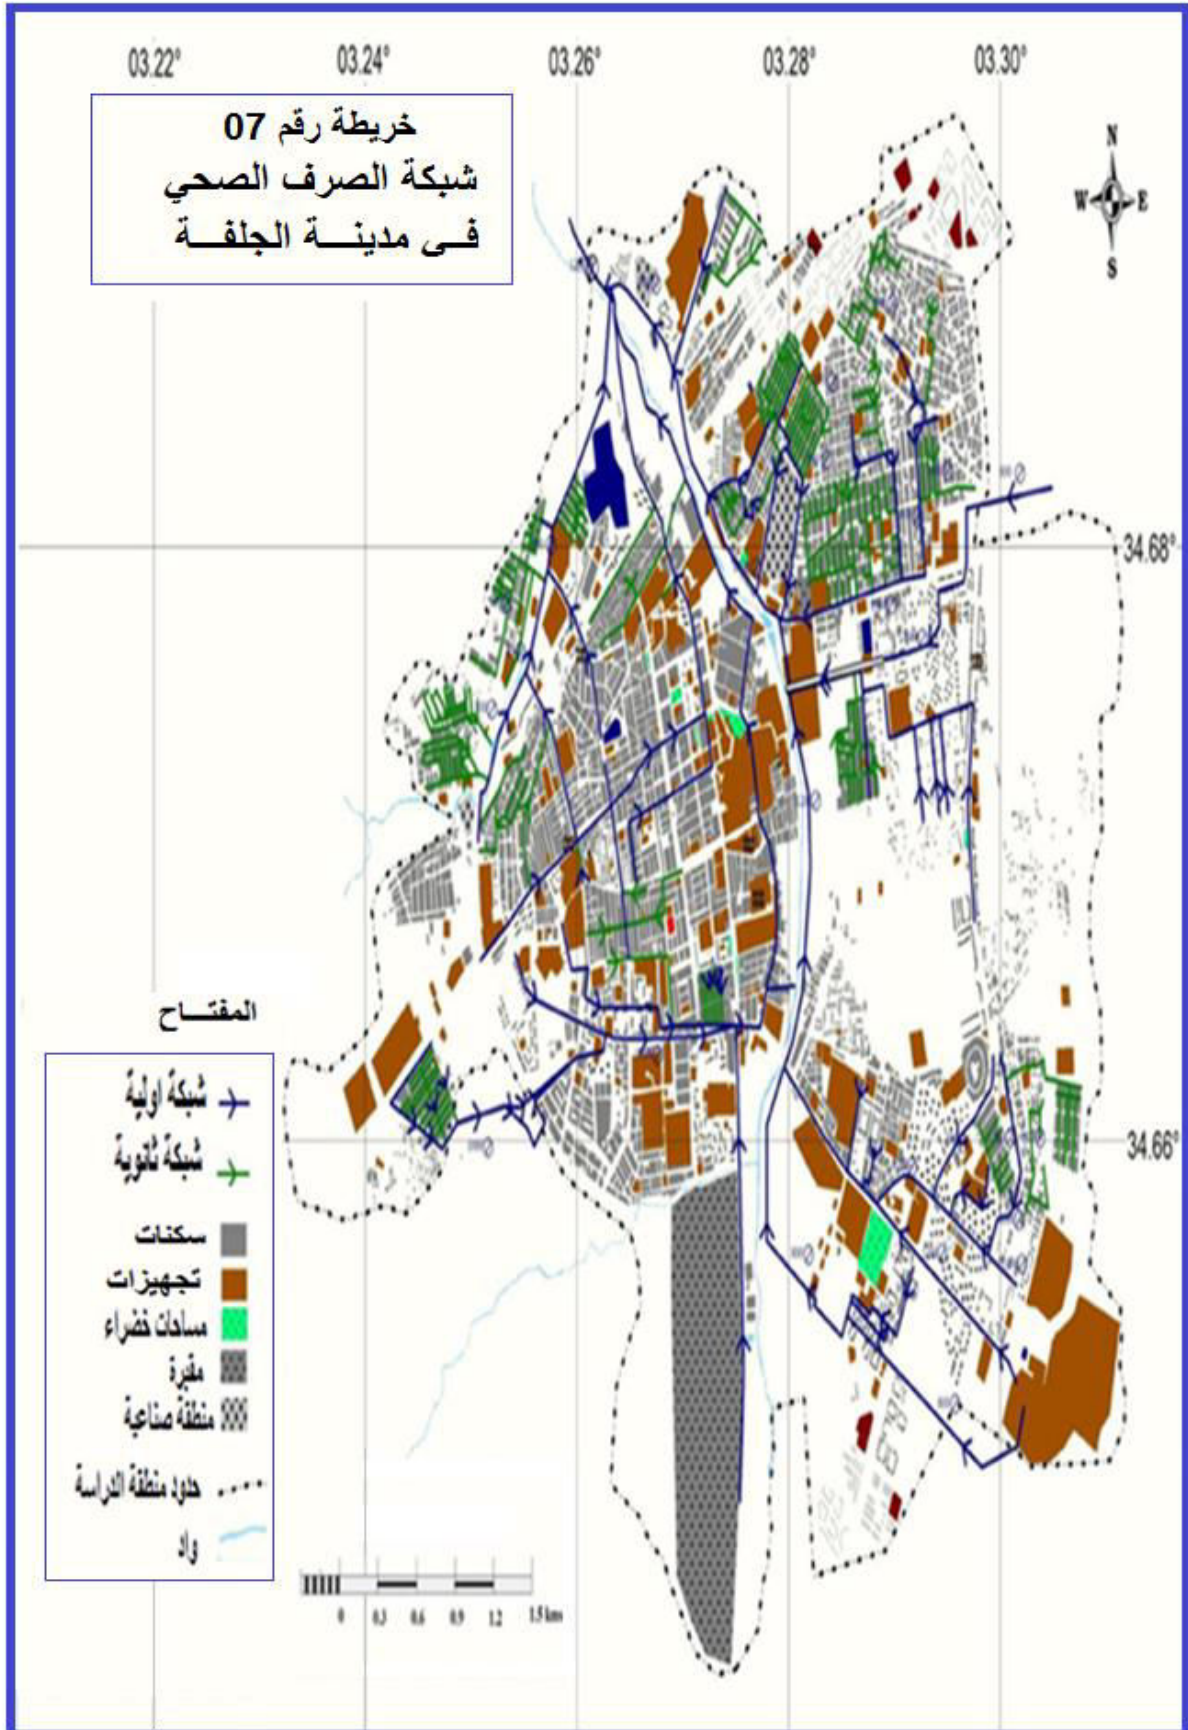 03.22° 03.24° 03.26° 03.28° 03.30°
خريطة رقم 07
شبكة الصرف الصحي
فـي مدينـــة الجلفـــة
N
W E
S
34.68°
34.66°
المفتـــاح
شبكة اولية
شبكة ثانوية
سكنات
تجهيزات
مساحات خضراء
مقبرة
منطقة صناعية
حدود منطقة الدراسة
واد
0 0.3 0.6 0.9 1.2 1.5 kms